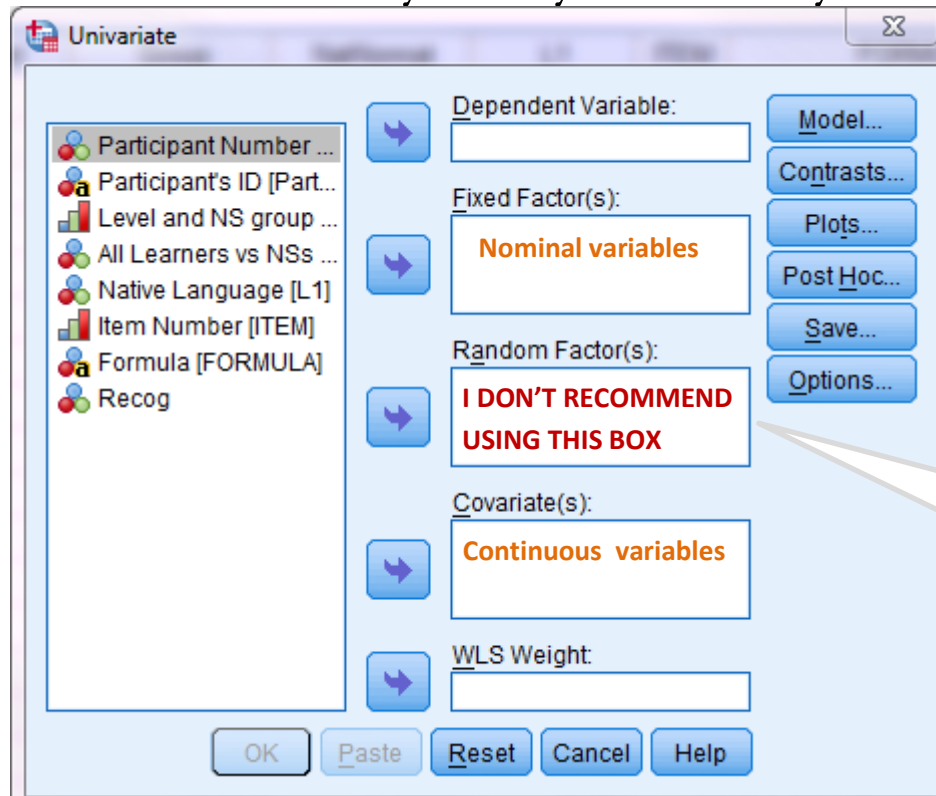 Univariate
Participant Number ...
Participant's ID [Part...
Level and NS group ...
All Learners vs NSs ...
Native Language [L1]
Item Number [ITEM]
Formula [FORMULA]
Recog
Dependent Variable:
Fixed Factor(s):
Nominal variables
Random Factor(s):
I DON'T RECOMMEND
USING THIS BOX
Covariate(s):
Continuous variables
WLS Weight:
Model...
Contrasts...
Plots...
Post Hoc...
Save...
Options...
OK Paste Reset Cancel Help